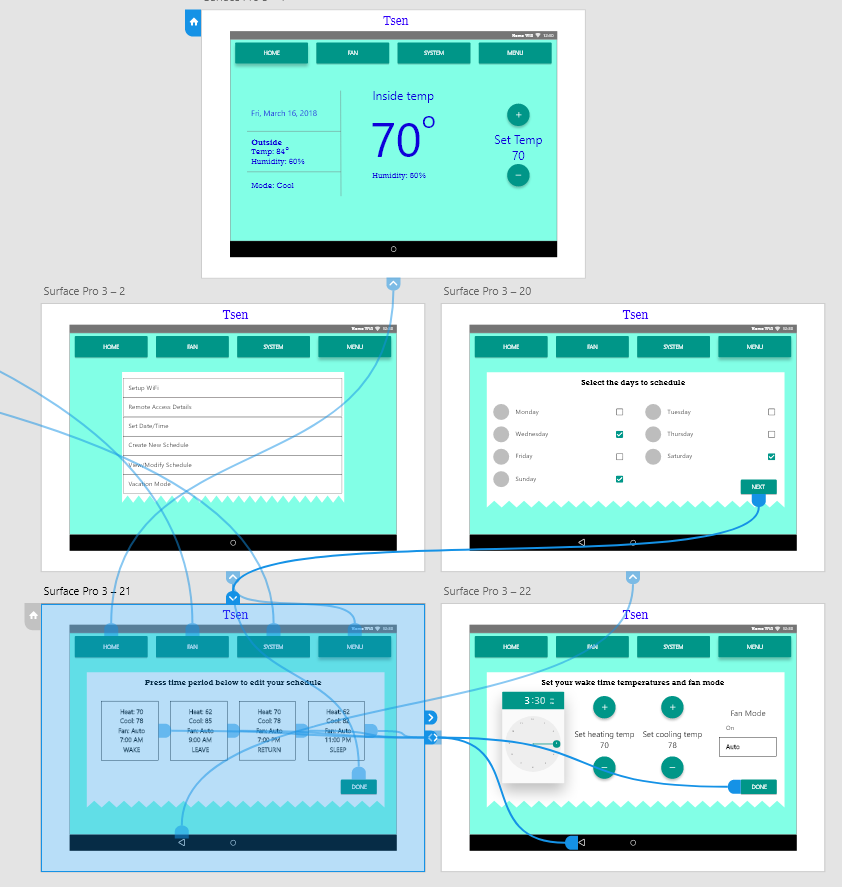 Tsen
HOME FAN SYSTEM MENU
Inside temp
Fri, March 16, 2018
70°
Set Temp
70
Outside
Temp: 84°
Humidity: 60%
Humidity: 50%
Mode: Cool
Surface Pro 3 – 2
Tsen
HOME FAN SYSTEM MENU
Setup WiFi
Remote Access Details
Set Date/Time
Create New Schedule
View/Modify Schedule
Vacation Mode
Surface Pro 3 – 20
Tsen
HOME FAN SYSTEM MENU
Select the days to schedule
Monday Tuesday
Wednesday Thursday
Friday Saturday
Sunday
NEXT
Surface Pro 3 – 21
Tsen
HOME FAN SYSTEM MENU
Press time period below to edit your schedule
Heat: 70 Heat: 62 Heat: 70 Heat: 62
Cool: 78 Cool: 85 Cool: 78 Cool: 82
Fan: Auto Fan: Auto Fan: Auto Fan: Auto
7:00 AM 9:00 AM 7:00 PM 11:00 PM
WAKE LEAVE RETURN SLEEP
DONE
Surface Pro 3 – 22
Tsen
HOME FAN SYSTEM MENU
Set your wake time temperatures and fan mode
3:30
Fan Mode
On
Set heating temp Set cooling temp
70 78
Auto
DONE